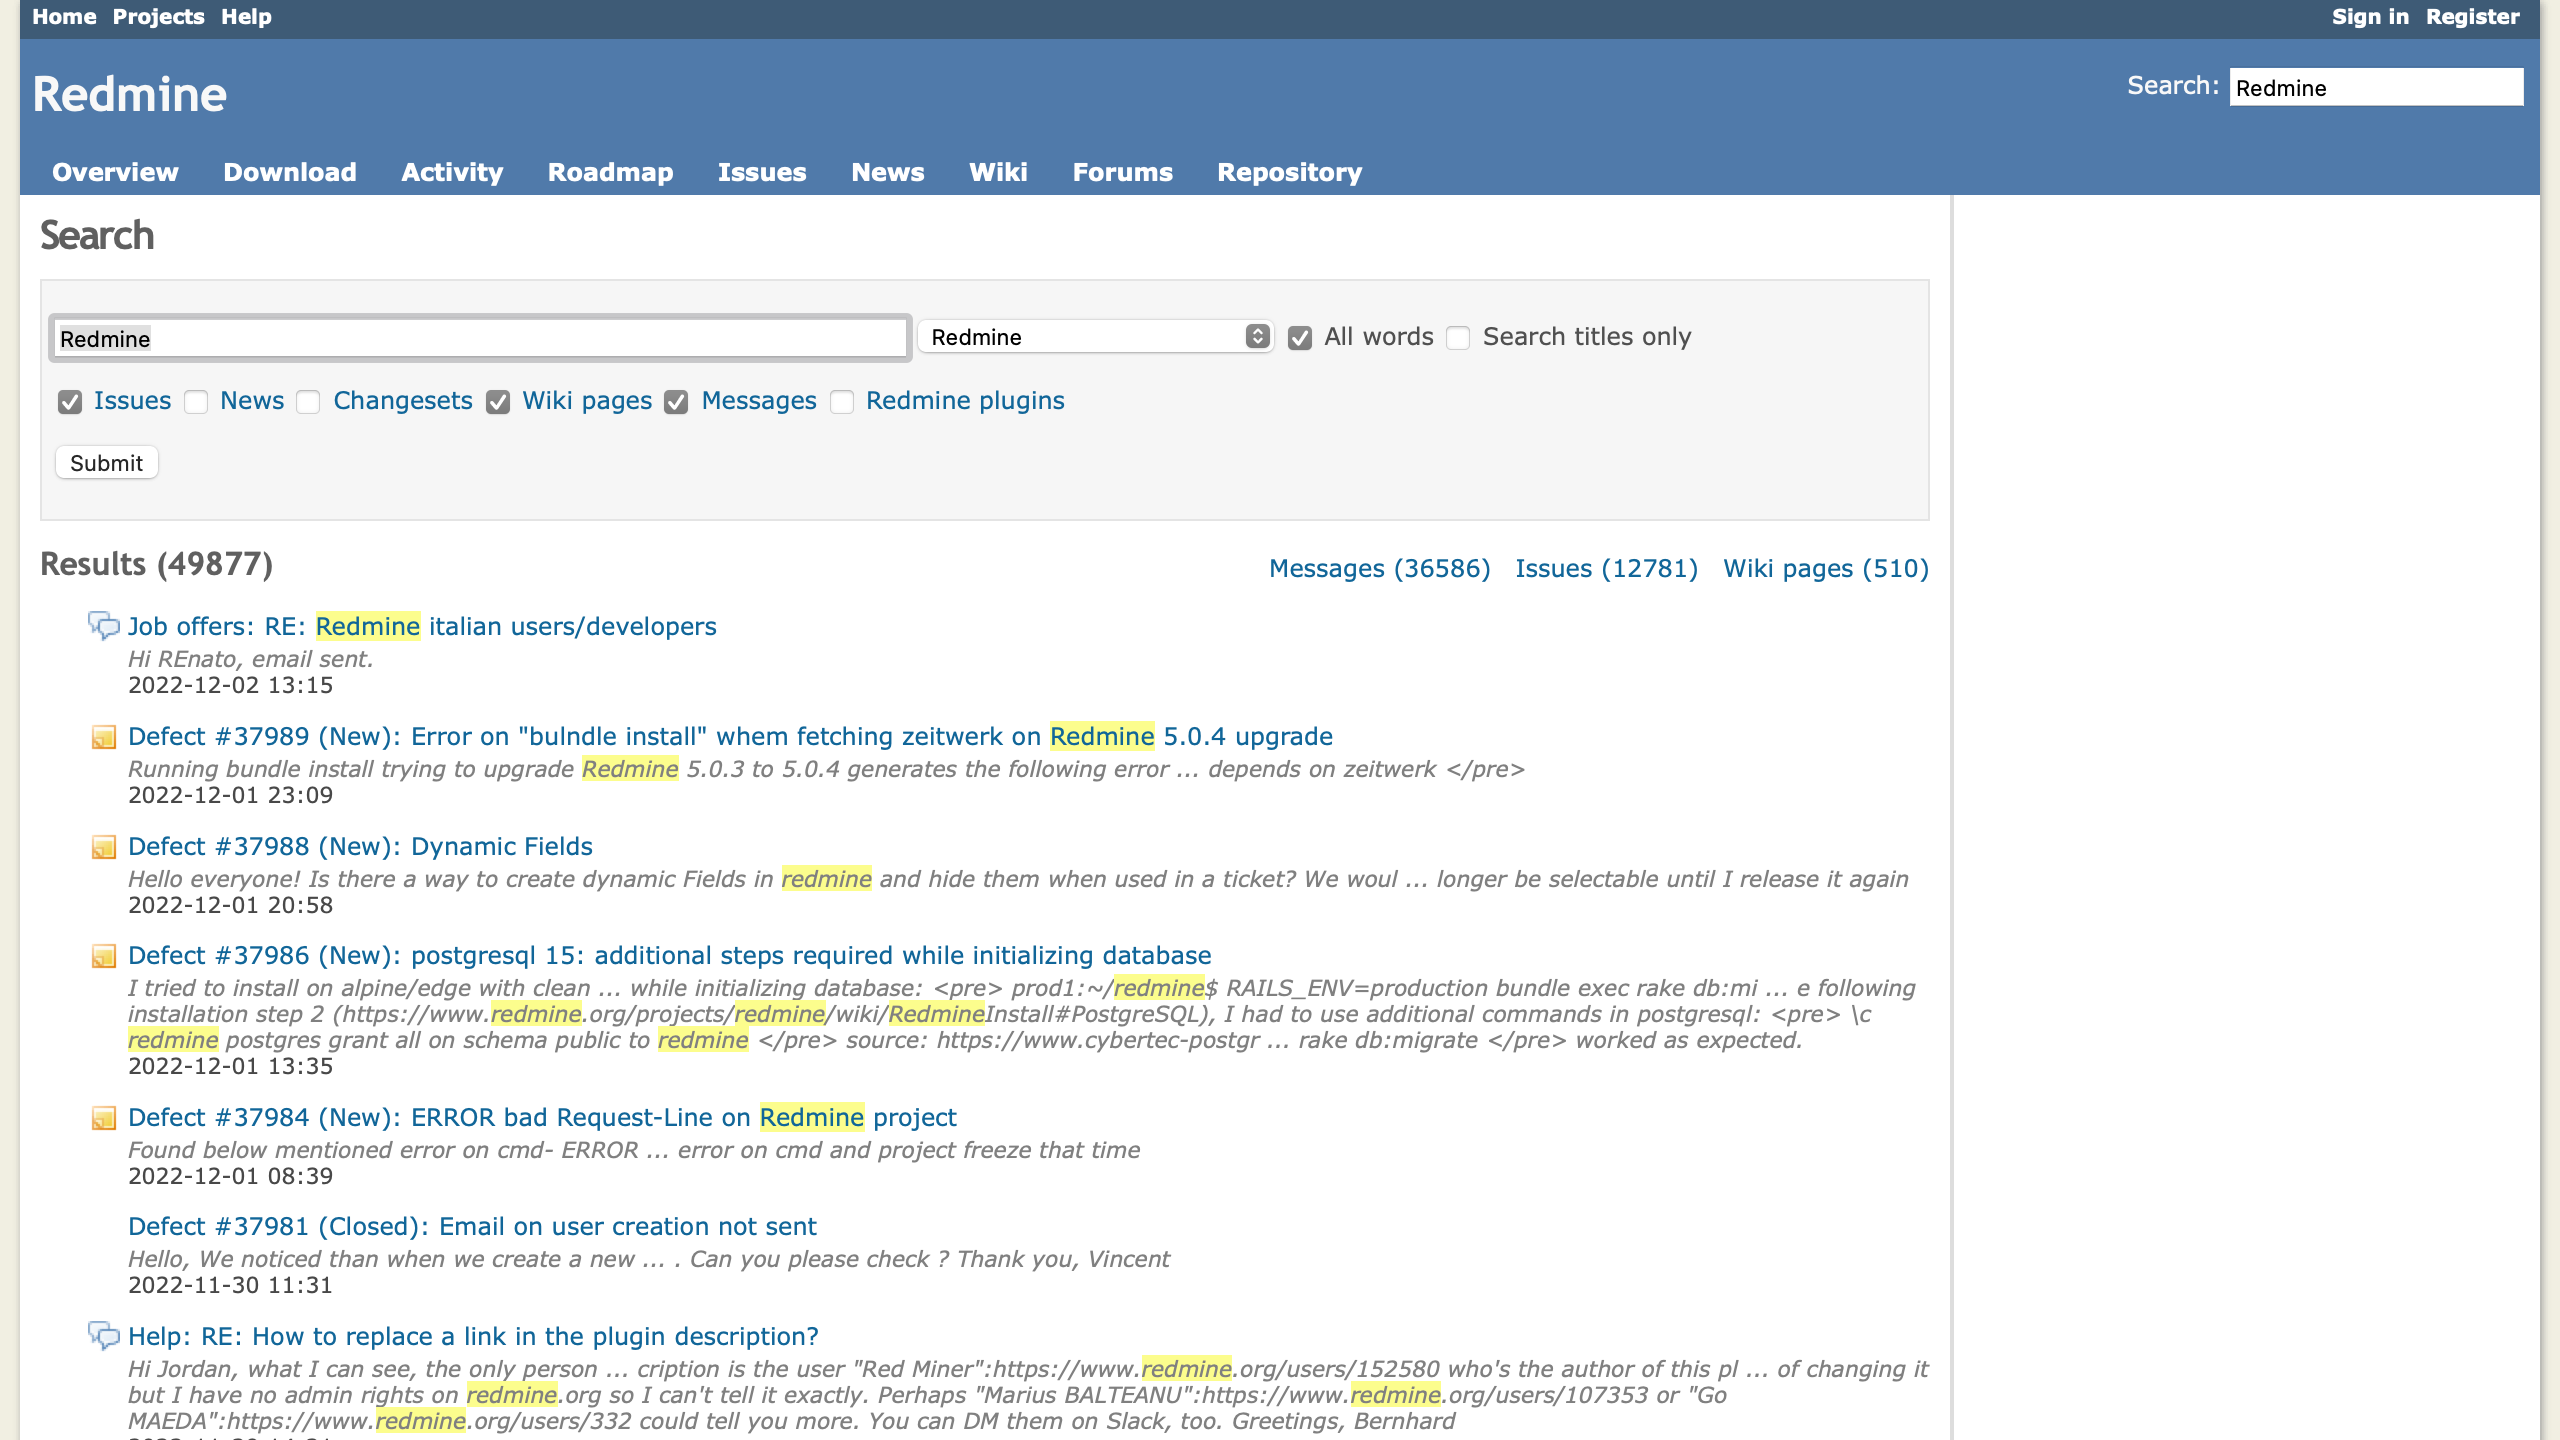 Home Projects Help
Sign in Register
Redmine
Search: Redmine
Overview Download Activity Roadmap Issues News Wiki Forums Repository
Search
Redmine
Redmine
All words
Search titles only
Issues News Changesets Wiki pages Messages Redmine plugins
Submit
Results (49877)
Messages (36586) Issues (12781) Wiki pages (510)
Job offers: RE: Redmine italian users/developers
Hi REnato, email sent.
2022-12-02 13:15
Defect #37989 (New): Error on "bulndle install" whem fetching zeitwerk on Redmine 5.0.4 upgrade
Running bundle install trying to upgrade Redmine 5.0.3 to 5.0.4 generates the following error ... depends on zeitwerk </pre>
2022-12-01 23:09
Defect #37988 (New): Dynamic Fields
Hello everyone! Is there a way to create dynamic Fields in redmine and hide them when used in a ticket? We woul ... longer be selectable until I release it again
2022-12-01 20:58
Defect #37986 (New): postgresql 15: additional steps required while initializing database
I tried to install on alpine/edge with clean ... while initializing database: <pre> prod1:~/redmine$ RAILS_ENV=production bundle exec rake db:mi ... e following
installation step 2 (https://www.redmine.org/projects/redmine/wiki/RedmineInstall#PostgreSQL), I had to use additional commands in postgresql: <pre> \c
redmine postgres grant all on schema public to redmine </pre> source: https://www.cybertec-postgr ... rake db:migrate </pre> worked as expected.
2022-12-01 13:35
Defect #37984 (New): ERROR bad Request-Line on Redmine project
Found below mentioned error on cmd- ERROR ... error on cmd and project freeze that time
2022-12-01 08:39
Defect #37981 (Closed): Email on user creation not sent
Hello, We noticed than when we create a new ... . Can you please check ? Thank you, Vincent
2022-11-30 11:31
Help: RE: How to replace a link in the plugin description?
Hi Jordan, what I can see, the only person ... cription is the user "Red Miner":https://www.redmine.org/users/152580 who's the author of this pl ... of changing it
but I have no admin rights on redmine.org so I can't tell it exactly. Perhaps "Marius BALTEANU":https://www.redmine.org/users/107353 or "Go
MAEDA":https://www.redmine.org/users/332 could tell you more. You can DM them on Slack, too. Greetings, Bernhard